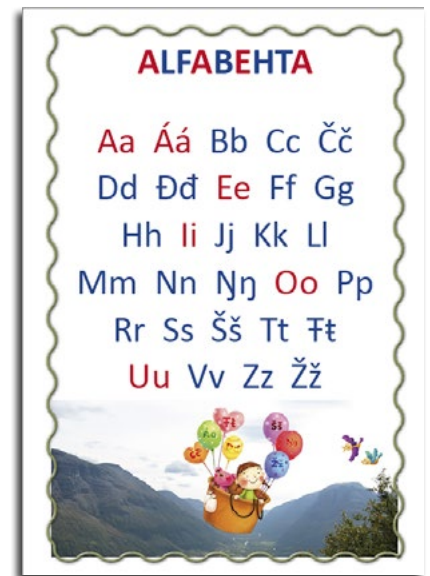 ALFABEHTA
Aa Áá Bb Cc Čč
Dd Đđ Ee Ff Gg
Hh Ii Jj Kk Ll
Mm Nn Ŋŋ Oo Pp
Rr Ss Šš Tt Ŧŧ
Uu Vv Zz Žž